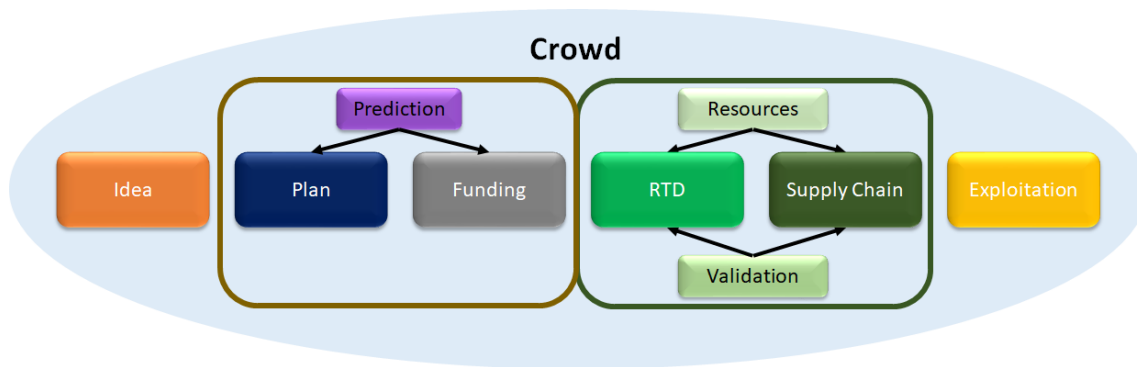 Crowd
Prediction
Resources
Idea
Plan
Funding
RTD
Supply Chain
Exploitation
Validation